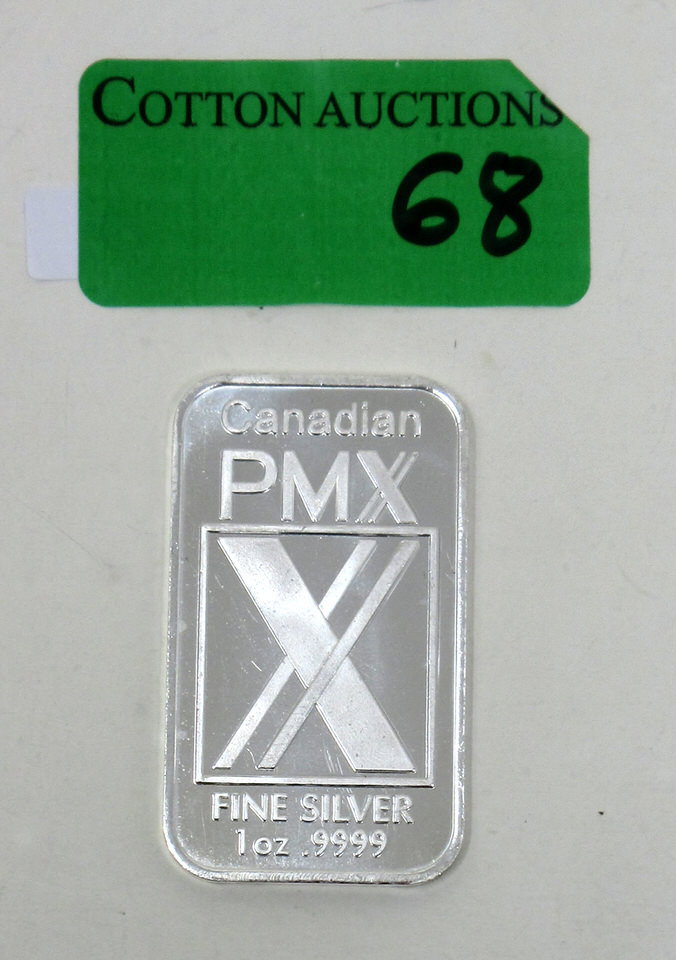 COTTON AUCTIONS
68
Canadian
PMX
X
FINE SILVER
1oz .9999